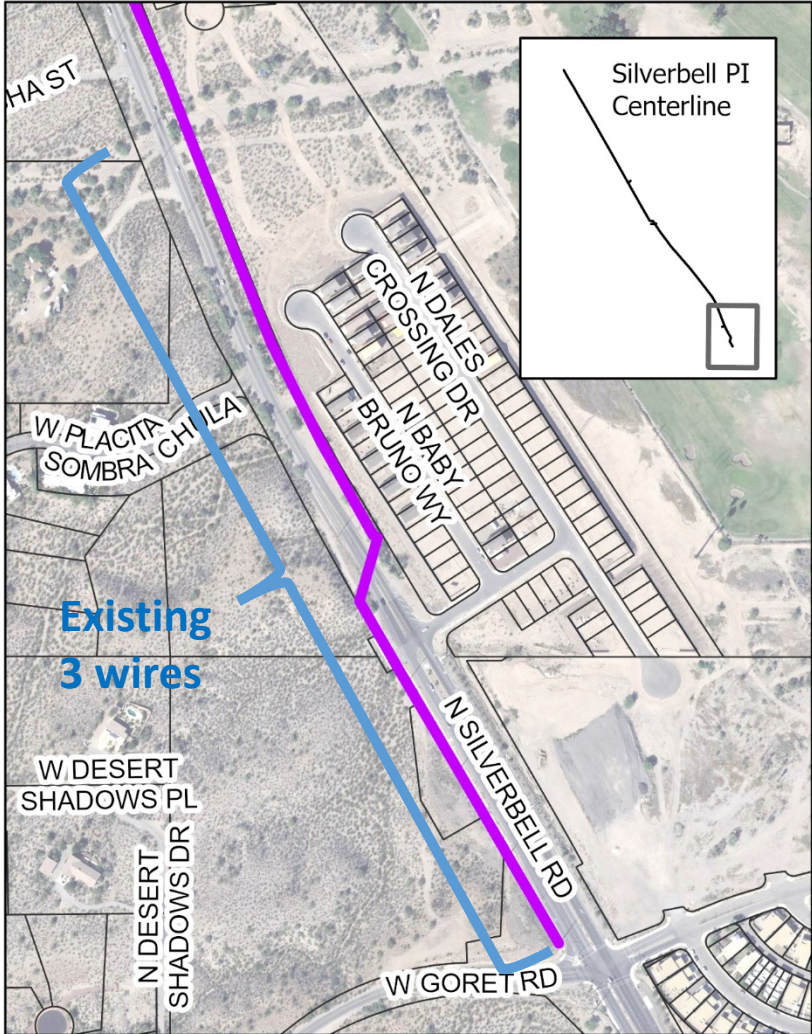 HA ST
Silverbell PI
Centerline
N DALES
CROSSING DR
N BABY
BRUNO WY
W PLACITA
SOMBRA CHULA
Existing
3 wires
N SILVERBELL RD
W DESERT
SHADOWS PL
N DESERT
SHADOWS DR
W GORET RD